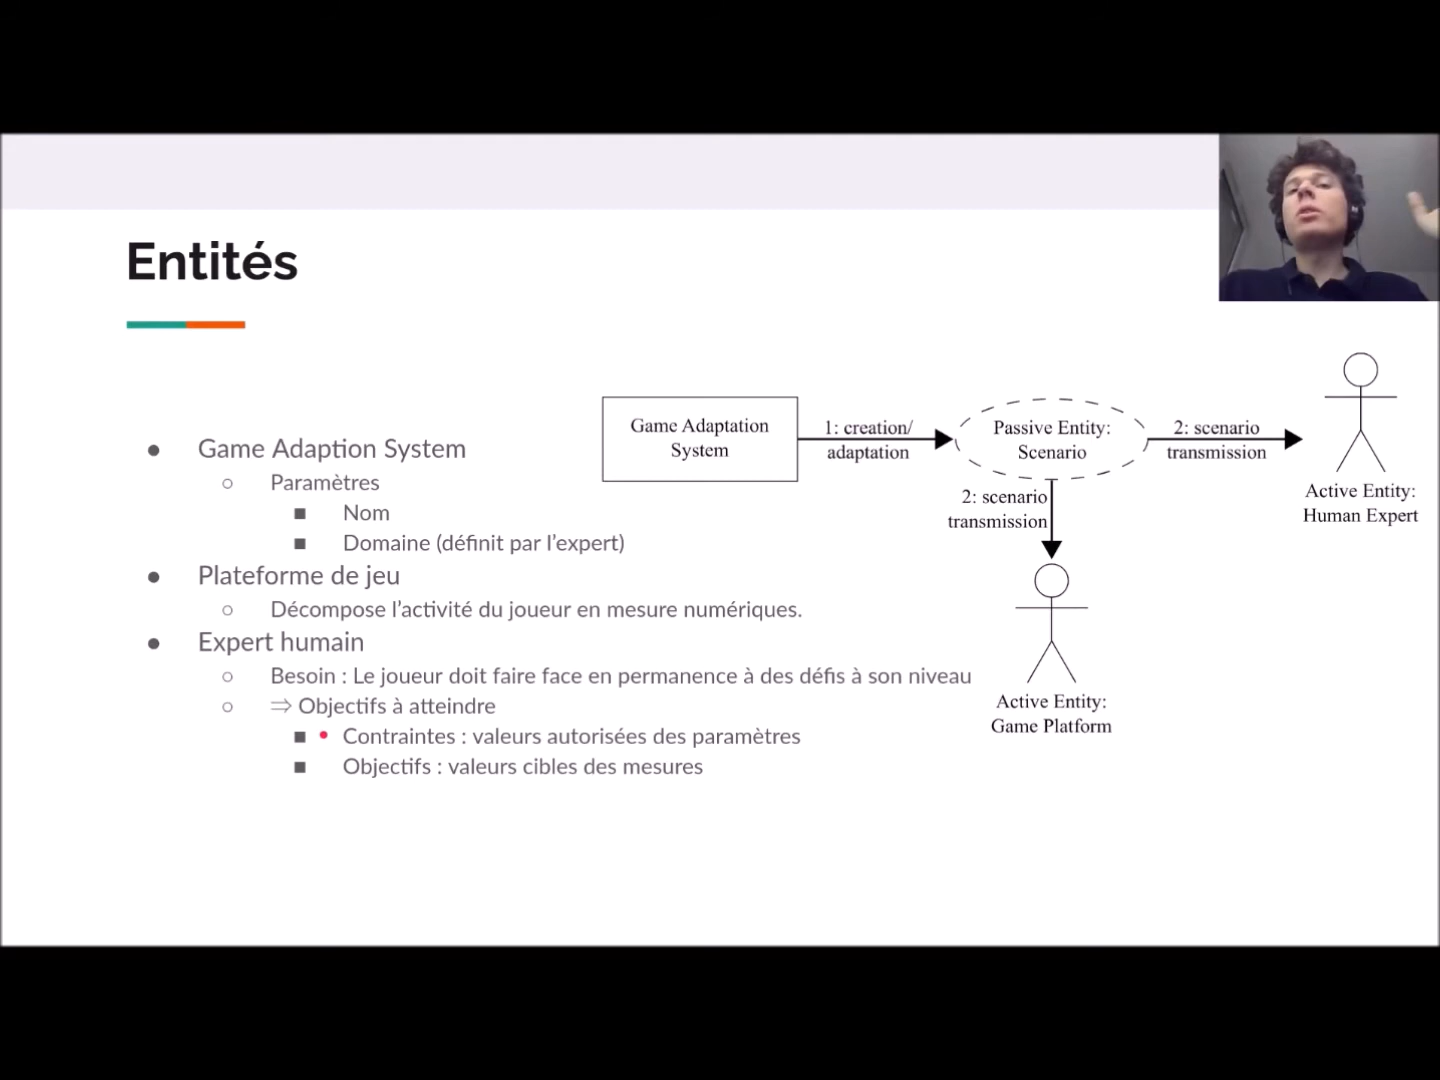 Entités
Game Adaption System
Paramètres
Nom
Domaine (définit par l'expert)
Plateforme de jeu
Décompose l'activité du joueur en mesure numériques.
Expert humain
Besoin : Le joueur doit faire face en permanence à des défis à son niveau
⇒ Objectifs à atteindre
Contraintes : valeurs autorisées des paramètres
Objectifs : valeurs cibles des mesures
Game Adaptation
System
1: creation/
adaptation
Passive Entity:
Scenario
2: scenario
transmission
Active Entity:
Human Expert
2: scenario
transmission
Active Entity:
Game Platform